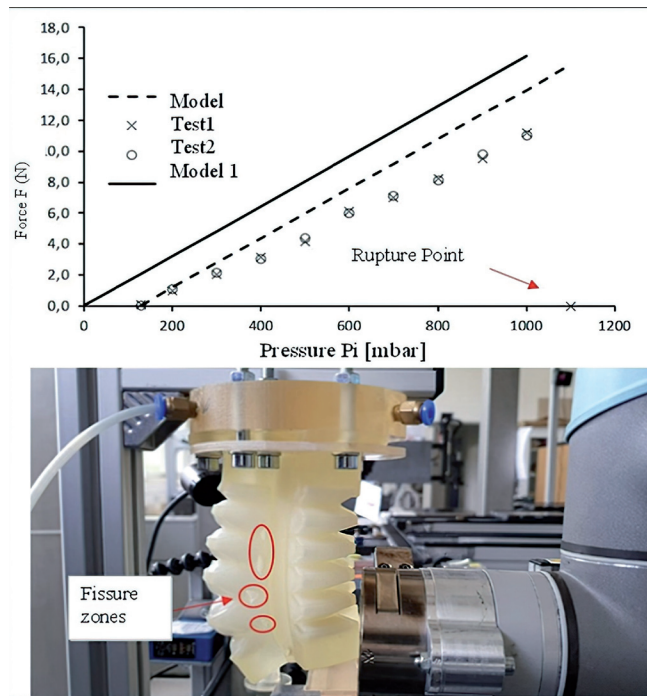 18,0
16,0
14,0
12,0
10,0
8,0
6,0
4,0
2,0
0,0
Force F (N)
Model
Test1
Test2
Model 1
Rupture Point
0 200 400 600 800 1000 1200
Pressure Pi [mbar]
Fissure
zones